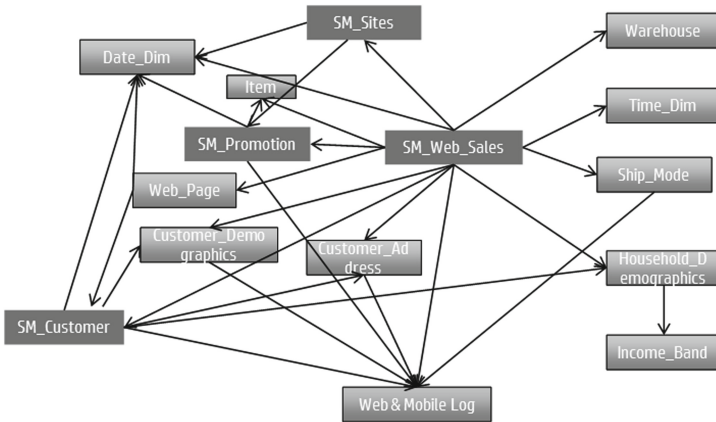 SM_Sites
Warehouse
Date_Dim
Item
Time_Dim
SM_Promotion
SM_Web_Sales
Ship_Mode
Web_Page
Customer_Demo
graphics
Customer_Ad
dress
Household_D
emographics
SM_Customer
Income_Band
Web & Mobile Log